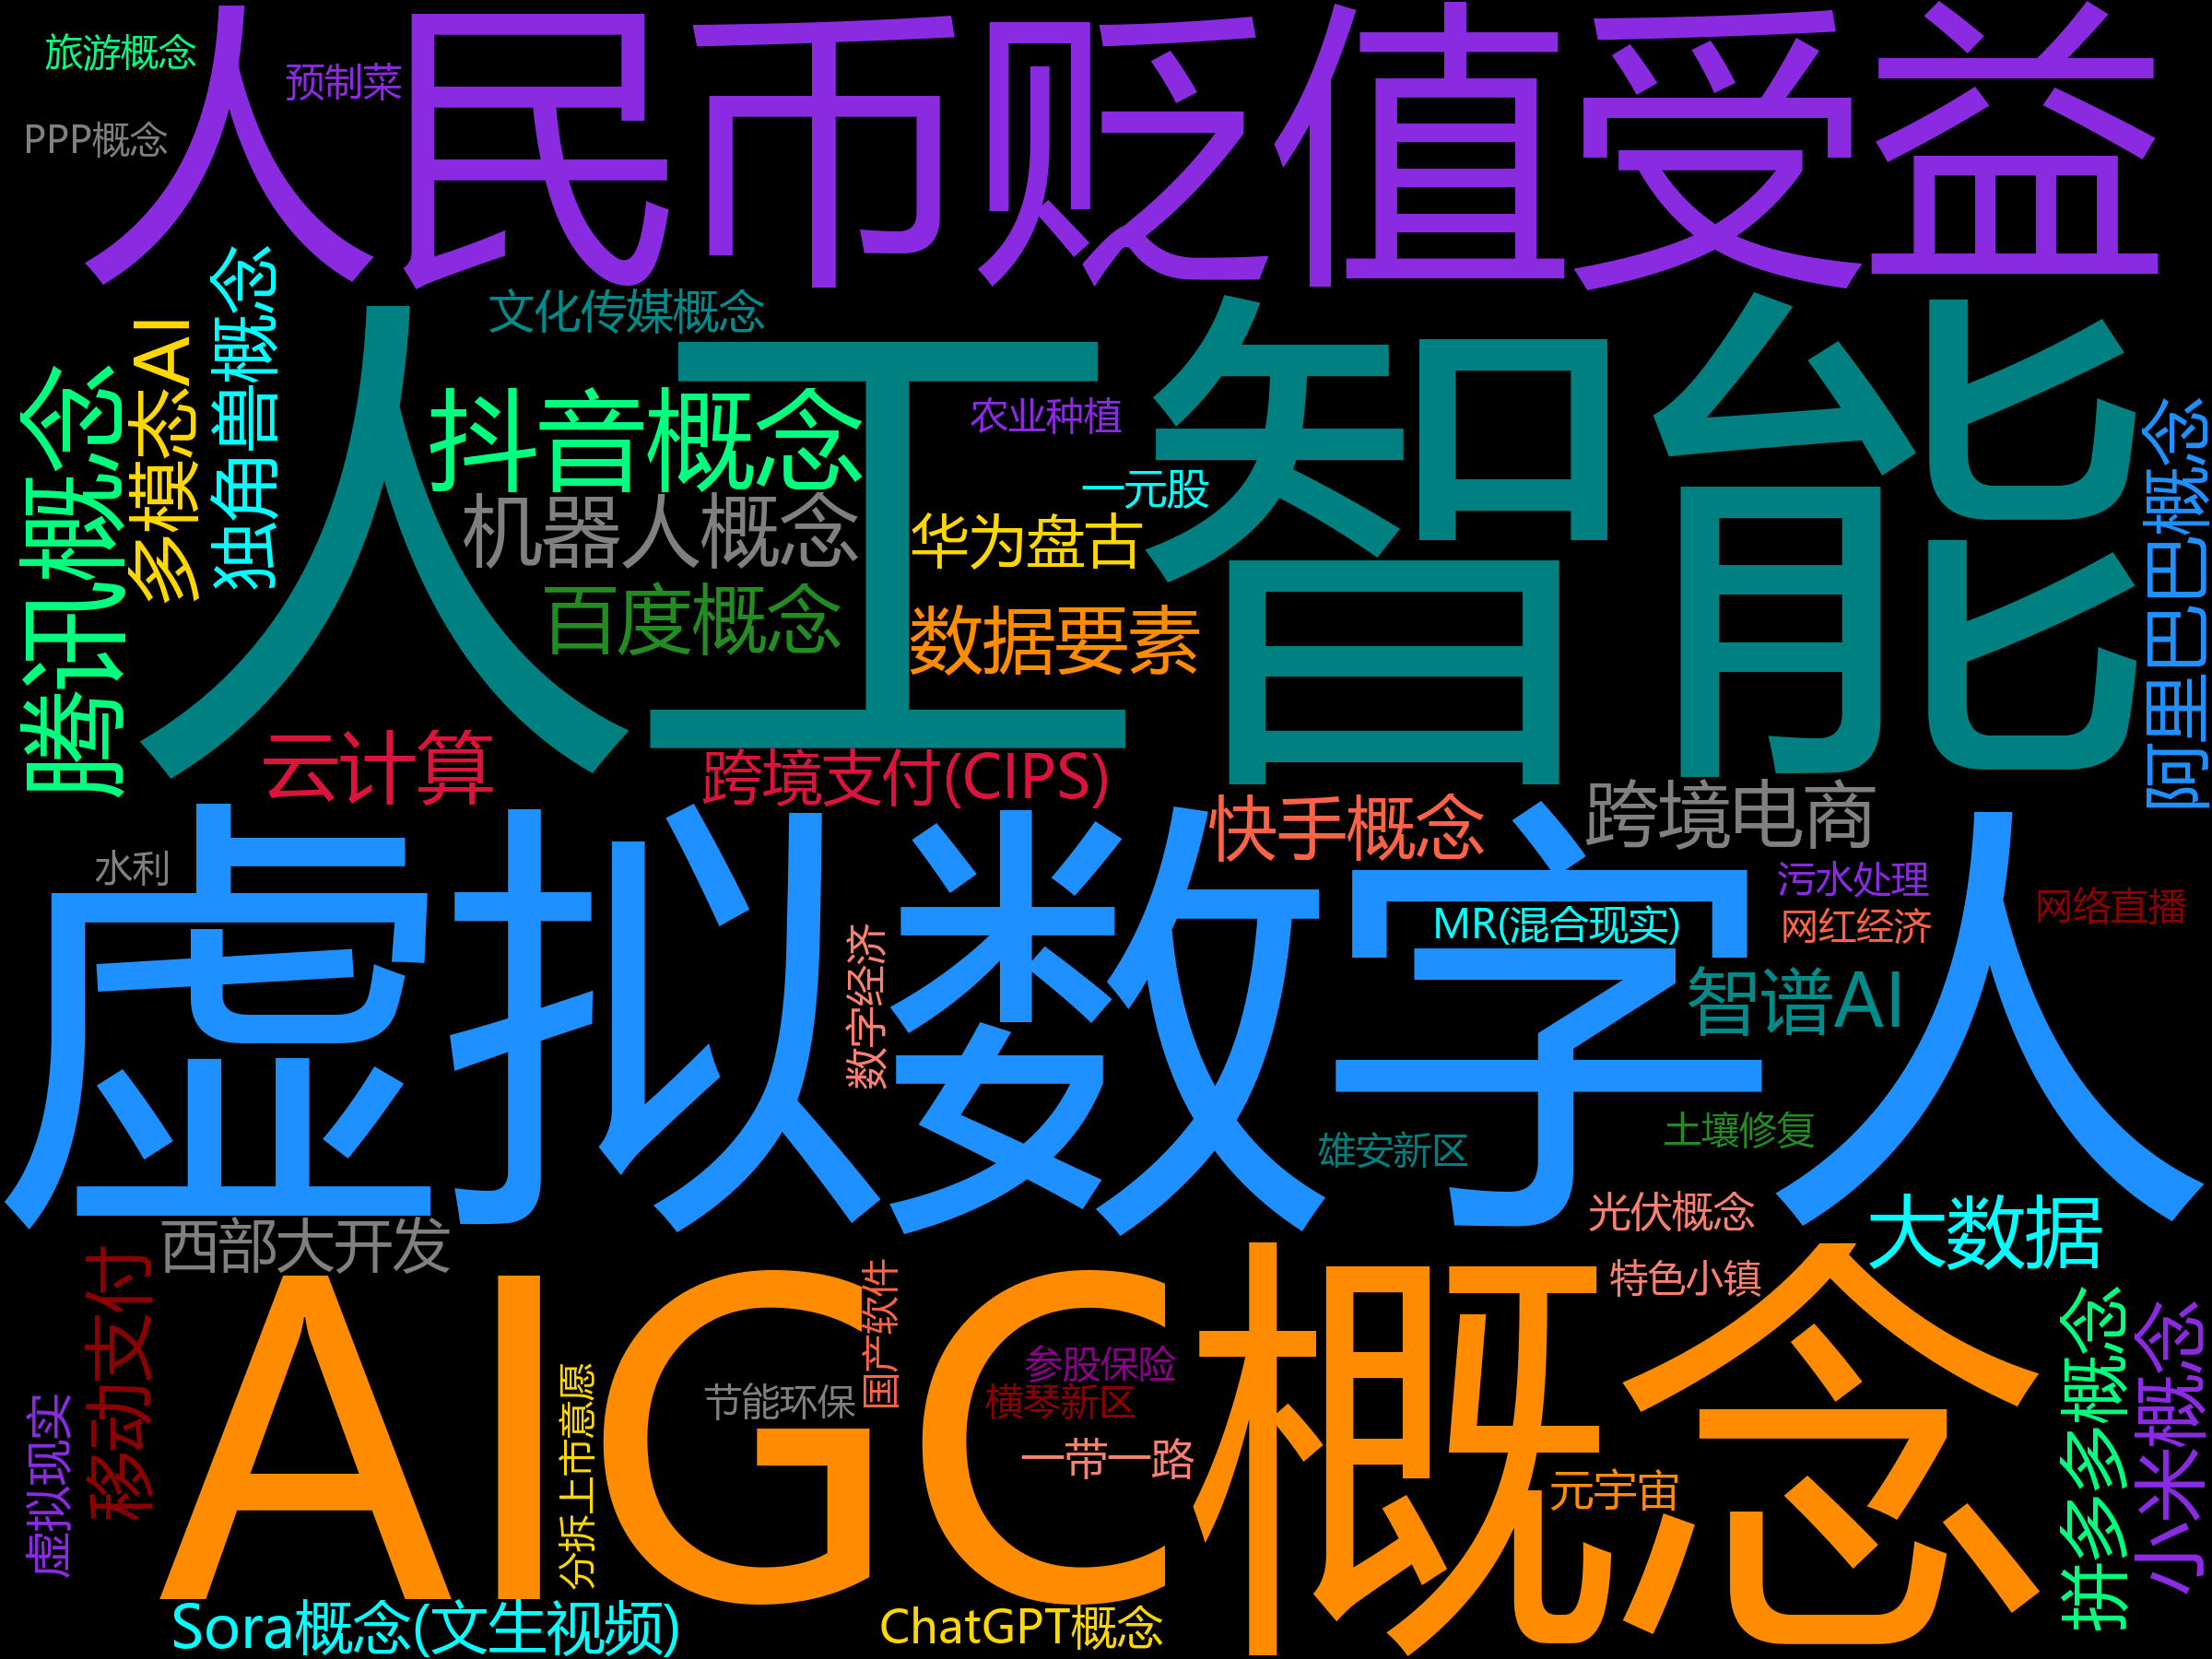 人民币贬值受益
旅游概念
预制菜
PPP概念
人工智能
文化传媒概念
独角兽概念
多模态AI
腾讯概念
抖音概念
农业种植
一元股
机器人概念
华为盘古
百度概念
数据要素
阿里巴巴概念
云计算
跨境支付(CIPS)
快手概念
跨境电商
虚拟数字人
水利
污水处理
网络直播
MR(混合现实)
网红经济
数字经济
智谱AI
雄安新区
土壤修复
光伏概念
大数据
西部大开发
特色小镇
移动支付
AIGC概念
国产软件
参股保险
节能环保
横琴新区
一带一路
元宇宙
分拆上市意愿
虚拟现实
拼多多概念
小米概念
Sora概念(文生视频)
ChatGPT概念